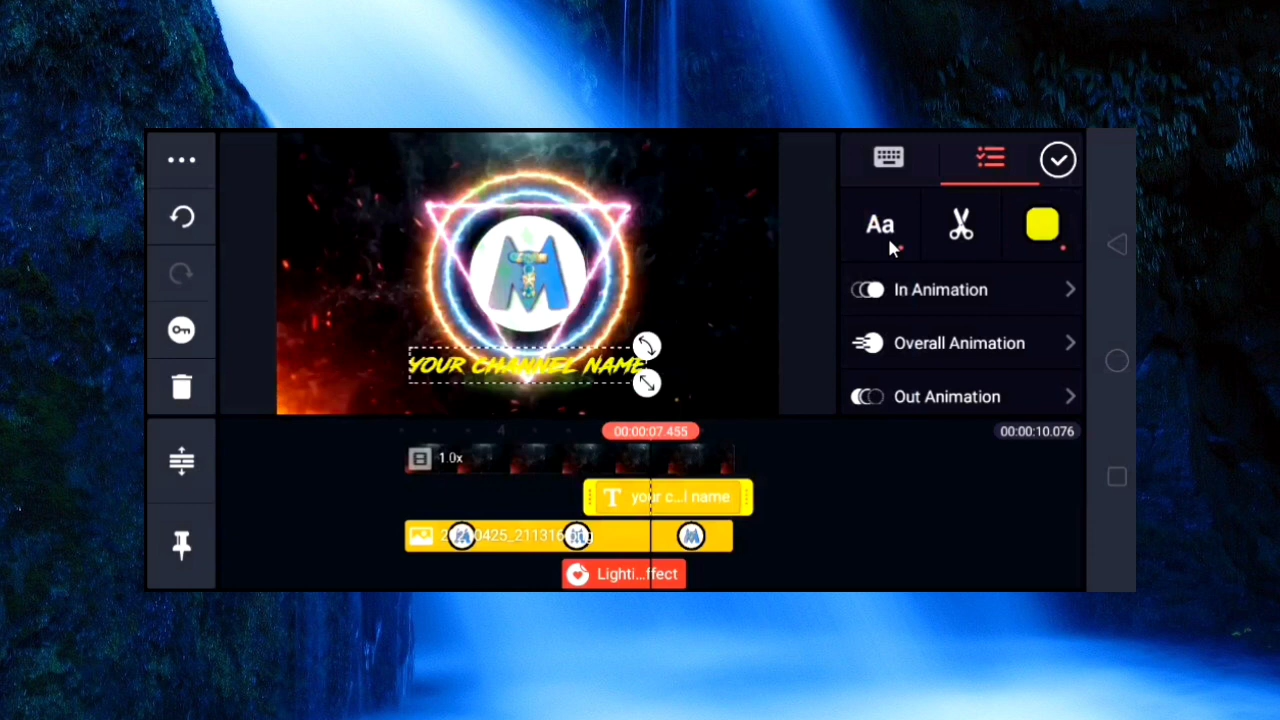 Aa
In Animation
YOUR CHANNEL NAME
Overall Animation
Out Animation
4
00:00:07.455
00:00:10.076
1.0x
T your c...l name
Lighti...ffect